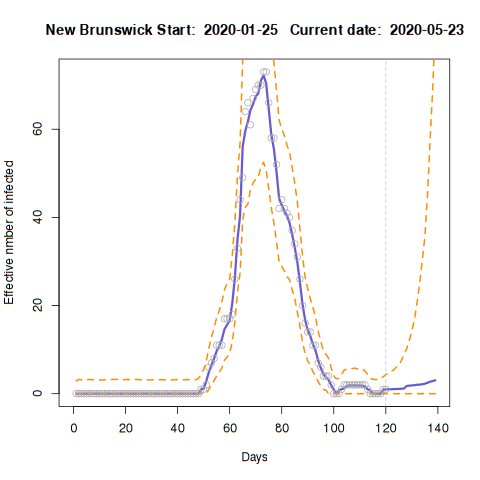 New Brunswick Start: 2020-01-25 Current date: 2020-05-23
Effective nmber of infected
60
40
20
0
0 20 40 60 80 100 120 140
Days